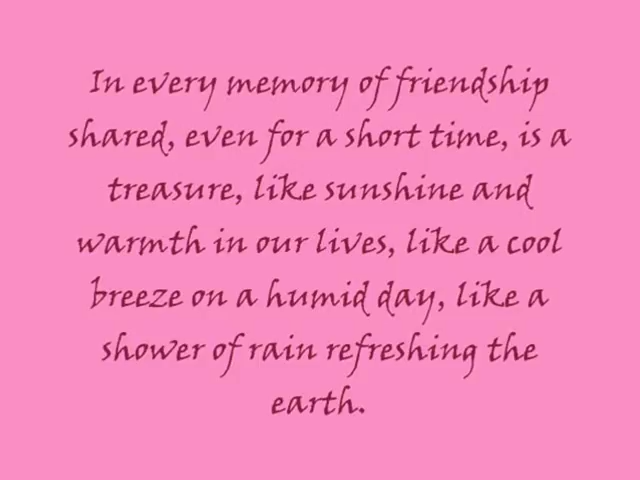 In every memory of friendship
shared, even for a short time, is a
treasure, like sunshine and
warmth in our lives, like a cool
breeze on a humid day, like a
shower of rain refreshing the
earth.